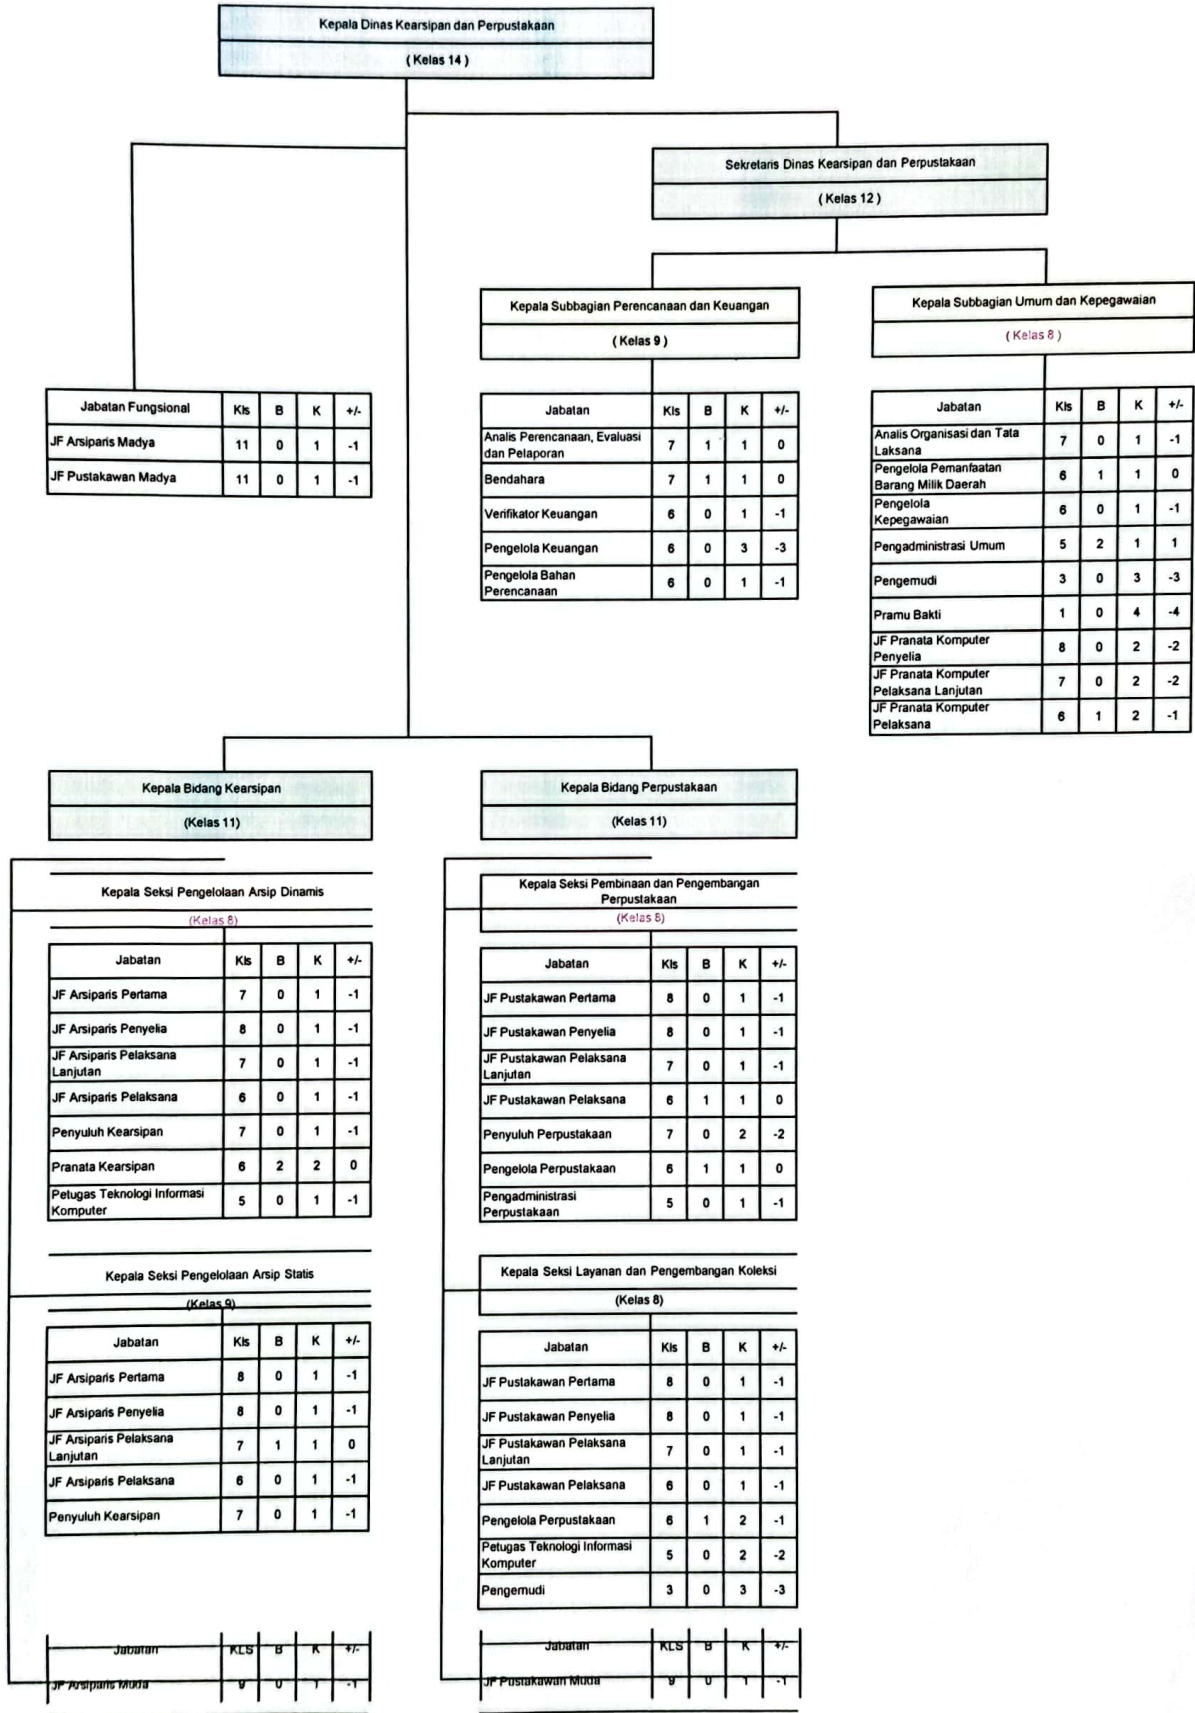 Kepala Dinas Kearsipan dan Perpustakaan
( Kelas 14 )
Sekretaris Dinas Kearsipan dan Perpustakaan
( Kelas 12 )
Kepala Subbagian Perencanaan dan Keuangan
( Kelas 9 )
Kepala Subbagian Umum dan Kepegawaian
( Kelas 8 )
Jabatan Fungsional Kls B K +/-
JF Arsiparis Madya 11 0 1 -1
JF Pustakawan Madya 11 0 1 -1
Jabatan Kls B K +/-
Analis Perencanaan, Evaluasi
dan Pelaporan 7 1 1 0
Bendahara 7 1 1 0
Verifikator Keuangan 6 0 1 -1
Pengelola Keuangan 6 0 3 -3
Pengelola Bahan
Perencanaan 6 0 1 -1
Jabatan Kls B K +/-
Analis Organisasi dan Tata
Laksana 7 0 1 -1
Pengelola Pemanfaatan
Barang Milik Daerah 6 1 1 0
Pengelola
Kepegawaian 6 0 1 -1
Pengadministrasi Umum 5 2 1 1
Pengemudi 3 0 3 -3
Pramu Bakti 1 0 4 -4
JF Pranata Komputer
Penyelia 8 0 2 -2
JF Pranata Komputer
Pelaksana Lanjutan 7 0 2 -2
JF Pranata Komputer
Pelaksana 6 1 2 -1
Kepala Bidang Kearsipan
(Kelas 11)
Kepala Seksi Pengelolaan Arsip Dinamis
(Kelas 8)
Jabatan Kls B K +/-
JF Arsiparis Pertama 7 0 1 -1
JF Arsiparis Penyelia 8 0 1 -1
JF Arsiparis Pelaksana
Lanjutan 7 0 1 -1
JF Arsiparis Pelaksana 6 0 1 -1
Penyuluh Kearsipan 7 0 1 -1
Pranata Kearsipan 6 2 2 0
Petugas Teknologi Informasi
Komputer 5 0 1 -1
Kepala Seksi Pengelolaan Arsip Statis
(Kelas 9)
Jabatan Kls B K +/-
JF Arsiparis Pertama 8 0 1 -1
JF Arsiparis Penyelia 8 0 1 -1
JF Arsiparis Pelaksana
Lanjutan 7 1 1 0
JF Arsiparis Pelaksana 6 0 1 -1
Penyuluh Kearsipan 7 0 1 -1
Jabatan KLS B K +/-
JF Arsiparis Muda 9 0 1 -1
Kepala Bidang Perpustakaan
(Kelas 11)
Kepala Seksi Pembinaan dan Pengembangan
Perpustakaan
(Kelas 8)
Jabatan Kls B K +/-
JF Pustakawan Pertama 8 0 1 -1
JF Pustakawan Penyelia 8 0 1 -1
JF Pustakawan Pelaksana
Lanjutan 7 0 1 -1
JF Pustakawan Pelaksana 6 1 1 0
Penyuluh Perpustakaan 7 0 2 -2
Pengelola Perpustakaan 6 1 1 0
Pengadministrasi
Perpustakaan 5 0 1 -1
Kepala Seksi Layanan dan Pengembangan Koleksi
(Kelas 8)
Jabatan Kls B K +/-
JF Pustakawan Pertama 8 0 1 -1
JF Pustakawan Penyelia 8 0 1 -1
JF Pustakawan Pelaksana
Lanjutan 7 0 1 -1
JF Pustakawan Pelaksana 6 0 1 -1
Pengelola Perpustakaan 6 1 2 -1
Petugas Teknologi Informasi
Komputer 5 0 2 -2
Pengemudi 3 0 3 -3
Jabatan KLS B K +/-
JF Pustakawan Muda 9 0 1 -1